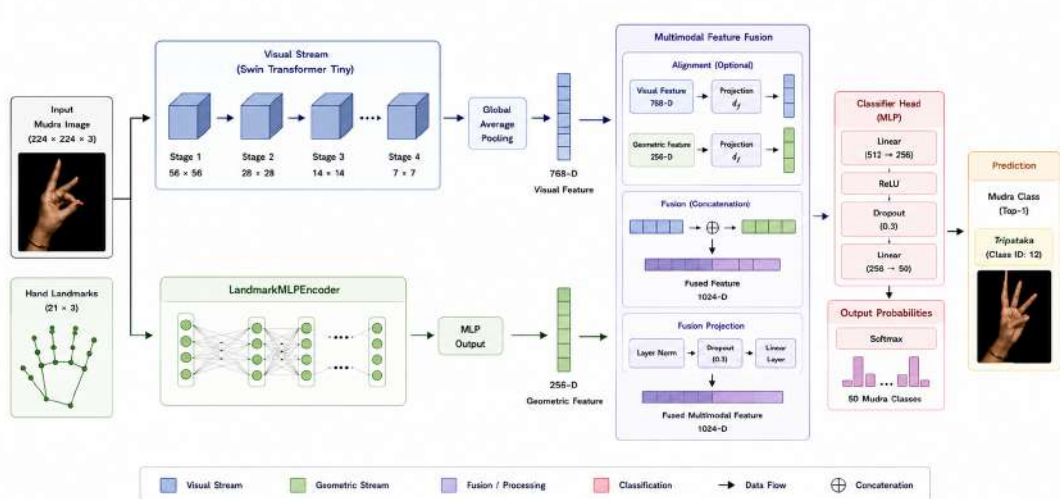 Input
Mudra Image
(224 × 224 × 3)
Hand Landmarks
(21 × 3)
Visual Stream
(Swin Transformer Tiny)
Stage 1
56 × 56
Stage 2
28 × 28
Stage 3
14 × 14
Stage 4
7 × 7
Global
Average
Pooling
768-D
Visual Feature
LandmarkMLPEncoder
MLP
Output
256-D
Geometric Feature
Multimodal Feature Fusion
Alignment (Optional)
Visual Feature
768-D
Projection
d_f
Geometric Feature
256-D
Projection
d_f
Fusion (Concatenation)
Fused Feature
1024-D
Fusion Projection
Layer Norm
Dropout
(0.3)
Linear
Layer
Fused Multimodal Feature
1024-D
Classifier Head
(MLP)
Linear
(512 → 256)
ReLU
Dropout
(0.3)
Linear
(256 → 50)
Output Probabilities
Softmax
50 Mudra Classes
Prediction
Mudra Class
(Top-1)
Tripataka
(Class ID: 12)
Visual Stream
Geometric Stream
Fusion / Processing
Classification
Data Flow
Concatenation